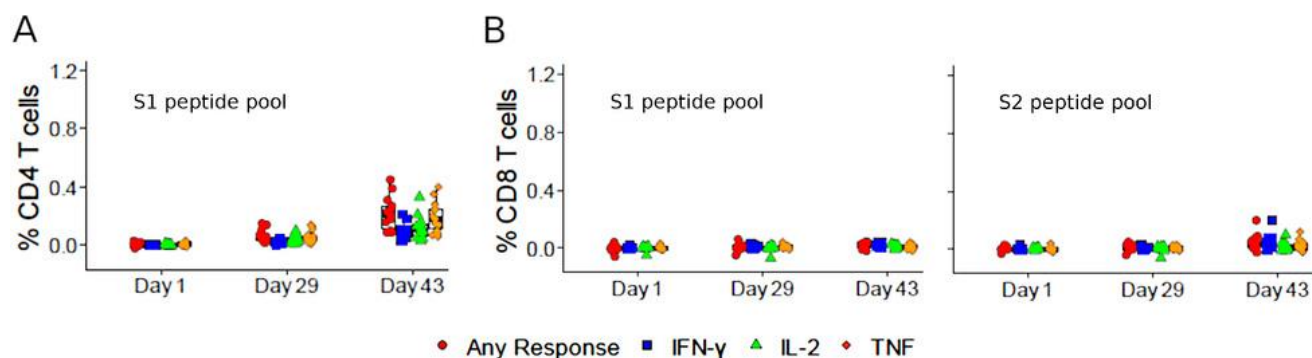 A
B
% CD4 T cells
1.2
0.8
0.4
0.0
S1 peptide pool
Day 1
Day 29
Day 43
% CD8 T cells
1.2
0.8
0.4
0.0
S1 peptide pool
Day 1
Day 29
Day 43
S2 peptide pool
Day 1
Day 29
Day 43
Any Response IFN-γ IL-2 TNF